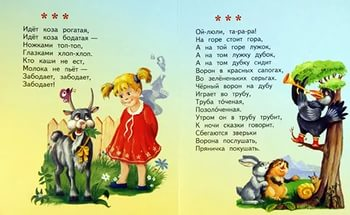 * * *
Идёт коза рогатая,
Идёт коза бодатая —
Ножками топ-топ,
Глазками хлоп-хлоп.
Кто каши не ест,
Молока не пьёт —
Забодает, забодает,
Забодает!
* * *
Ой-люли, та-ра-ра!
На горе стоит гора,
А на той горе лужок,
А на том лужку дубок,
А на том дубку сидит
Ворон в красных сапогах,
Во зелёненьких серьгах.
Чёрный ворон на дубу
Играет во трубу,
Труба точеная,
Позолоченная.
Утром он в трубу трубит,
К ночи сказки говорит.
Сбегаются зверьки
Ворона послушать,
Пряничка покушать.